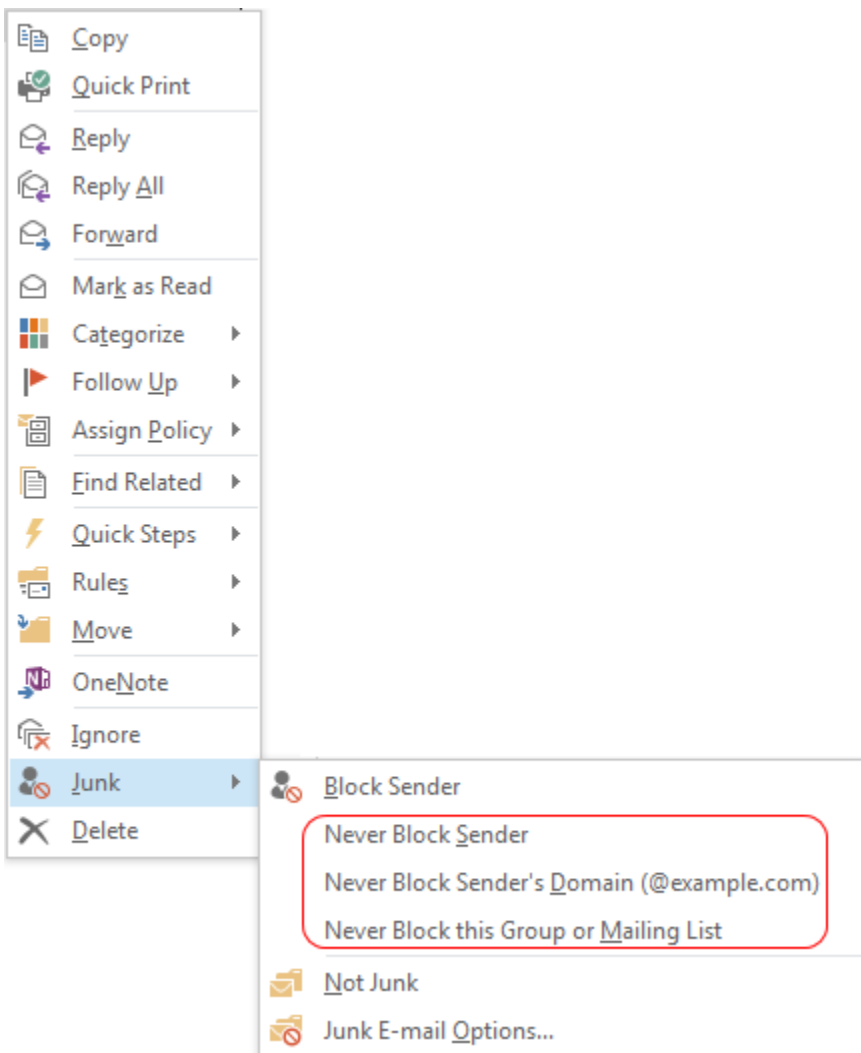 Copy
Quick Print
Reply
Reply All
Forward
Mark as Read
Categorize
Follow Up
Assign Policy
Find Related
Quick Steps
Rules
Move
OneNote
Ignore
Junk
Delete
Block Sender
Never Block Sender
Never Block Sender's Domain (@example.com)
Never Block this Group or Mailing List
Not Junk
Junk E-mail Options...